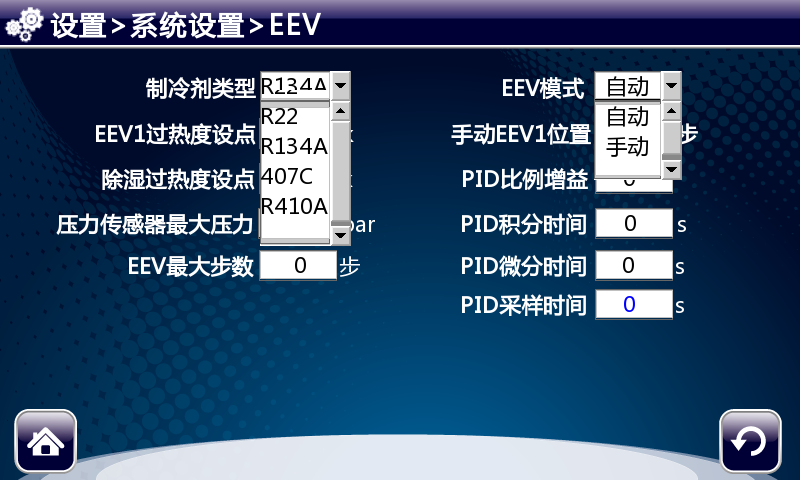 设置>系统设置>EEV
制冷剂类型 R134A
R22
R134A
407C
R410A
EEV1过热度设点
除湿过热度设点
压力传感器最大压力 bar
EEV最大步数 0 步
EEV模式 自动
自动
手动
手动EEV1位置 步
PID比例增益 0
PID积分时间 0 s
PID微分时间 0 s
PID采样时间 0 s